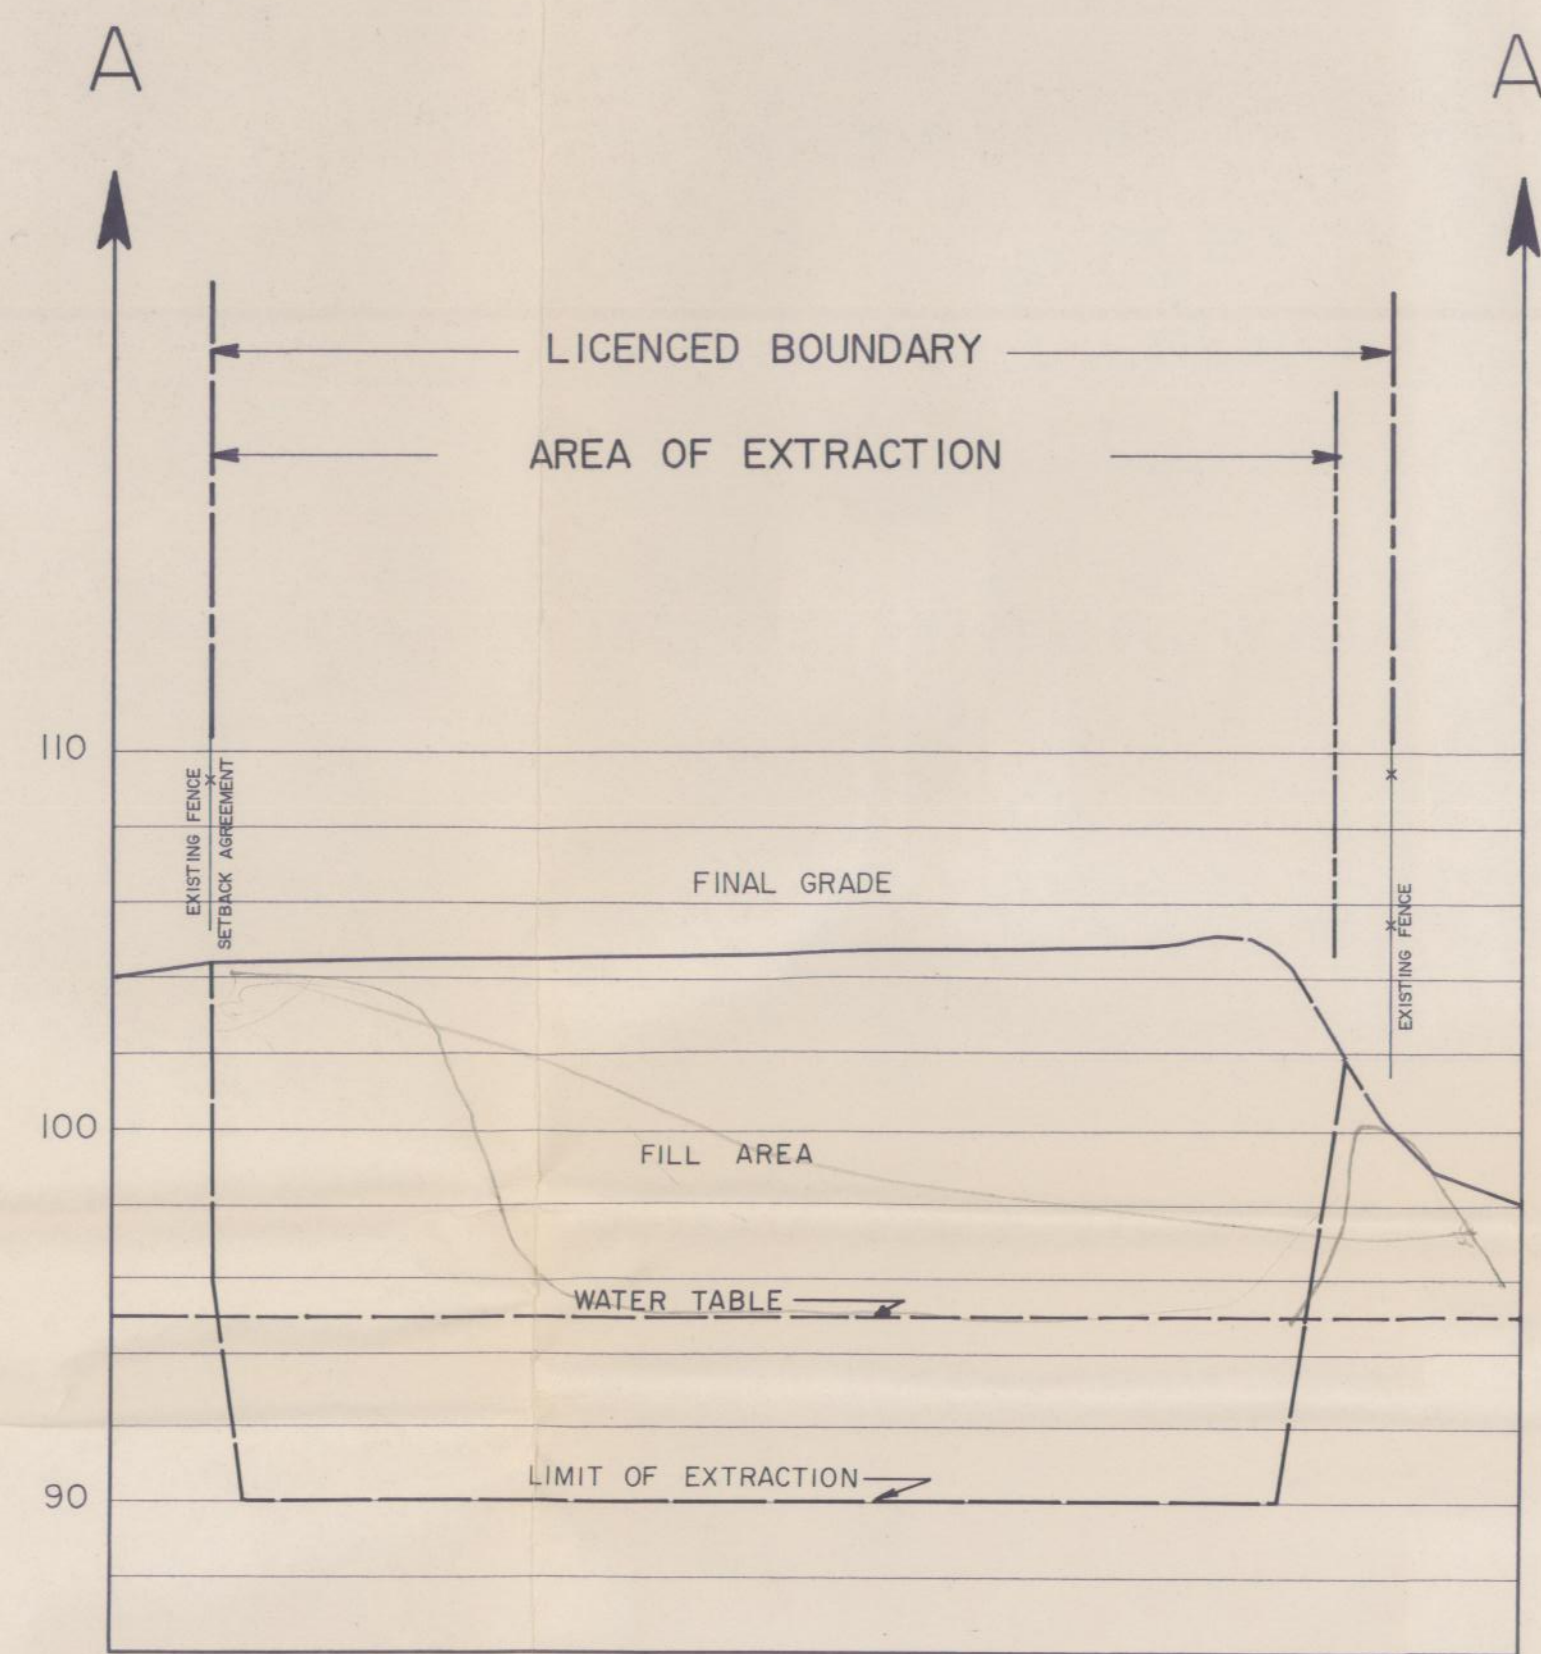 A A
LICENCED BOUNDARY
AREA OF EXTRACTION
110
EXISTING FENCE
SETBACK AGREEMENT
FINAL GRADE
EXISTING FENCE
100
FILL AREA
WATER TABLE
LIMIT OF EXTRACTION
90